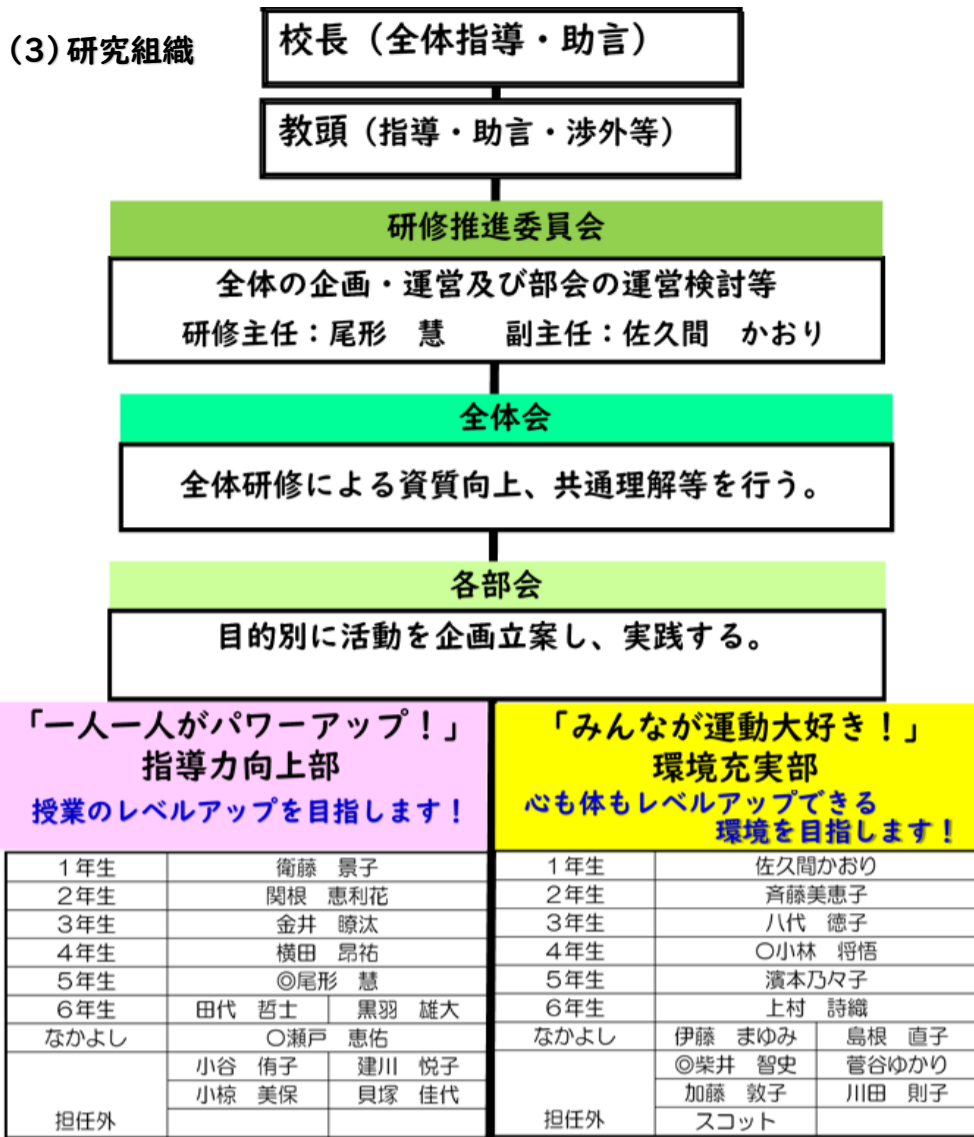 (3)研究組織
校長（全体指導・助言）
教頭（指導・助言・渉外等）
研修推進委員会
全体の企画・運営及び部会の運営検討等
研修主任：尾形　慧　　副主任：佐久間　かおり
全体会
全体研修による資質向上、共通理解等を行う。
各部会
目的別に活動を企画立案し、実践する。
「一人一人がパワーアップ！」
指導力向上部
授業のレベルアップを目指します！
1年生　衛藤　景子
2年生　関根　恵利花
3年生　金井　瞭汰
4年生　横田　昂祐
5年生　◎尾形　慧
6年生　田代　哲士　黒羽　雄大
なかよし　○瀬戸　恵佑
小谷　侑子　建川　悦子
小椋　美保　貝塚　佳代
担任外
「みんなが運動大好き！」
環境充実部
心も体もレベルアップできる
環境を目指します！
1年生　佐久間かおり
2年生　斉藤美恵子
3年生　八代　徳子
4年生　○小林　将悟
5年生　濱本乃々子
6年生　上村　詩織
なかよし　伊藤　まゆみ　島根　直子
◎柴井　智史　菅谷ゆかり
加藤　敦子　川田　則子
担任外　スコット